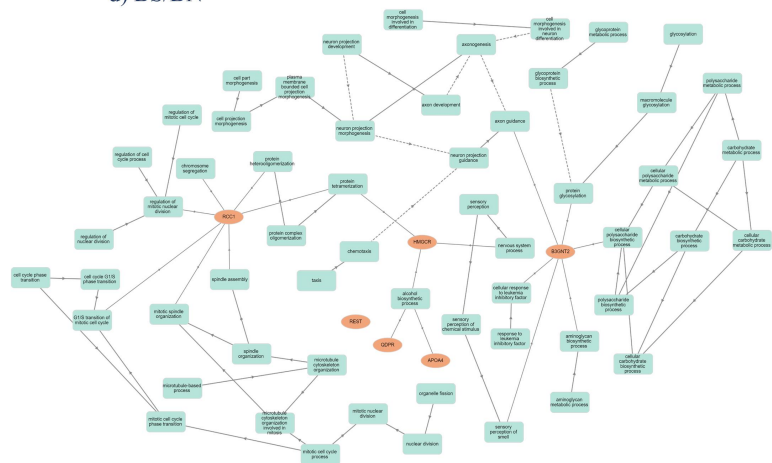 d) BS/BN
cell morphogenesis
involved in
differentiation
cell morphogenesis
involved in neuron
differentiation
glycoprotein metabolic process
glycosylation
neuron projection
development
axonogenesis
cell part morphogenesis
plasma
membrane
bounded cell
projection morphogenesis
glycoprotein
biosynthetic
process
polysaccharide
metabolic process
regulation of
mitotic cell cycle
axon development
macromolecule
glycosylation
cell projection morphogenesis
neuron projection
morphogenesis
axon guidance
regulation of cell
cycle process
chromosome
segregation
protein
heterooligomerization
neuron projection
guidance
carbohydrate
metabolic process
cellular
polysaccharide
metabolic process
protein
tetramerization
sensory
perception
protein
glycosylation
regulation of
mitotic nuclear
division
RCC1
regulation of
nuclear division
protein complex
oligomerization
HMGCR
nervous system
process
B3GNT2
cellular
polysaccharide
biosynthetic
process
carbohydrate
biosynthetic
process
cellular
carbohydrate
metabolic process
chemotaxis
cell cycle phase
transition
cell cycle G1/S
phase transition
spindle assembly
taxis
alcohol
biosynthetic
process
cellular response
to leukemia
inhibitory factor
polysaccharide
biosynthetic
process
G1/S transition of
mitotic cell cycle
mitotic spindle
organization
REST
sensory
perception of
chemical stimulus
response to
leukemia
inhibitory factor
aminoglycan
biosynthetic
process
QDPR
APOA4
spindle
organization
microtubule
cytoskeleton
organization
cellular
carbohydrate
biosynthetic
process
microtubule-based
process
organelle fission
aminoglycan
metabolic process
mitotic cell cycle
phase transition
microtubule
cytoskeleton
organization
involved in
mitosis
mitotic nuclear
division
sensory
perception of
smell
mitotic cell cycle
process
nuclear division